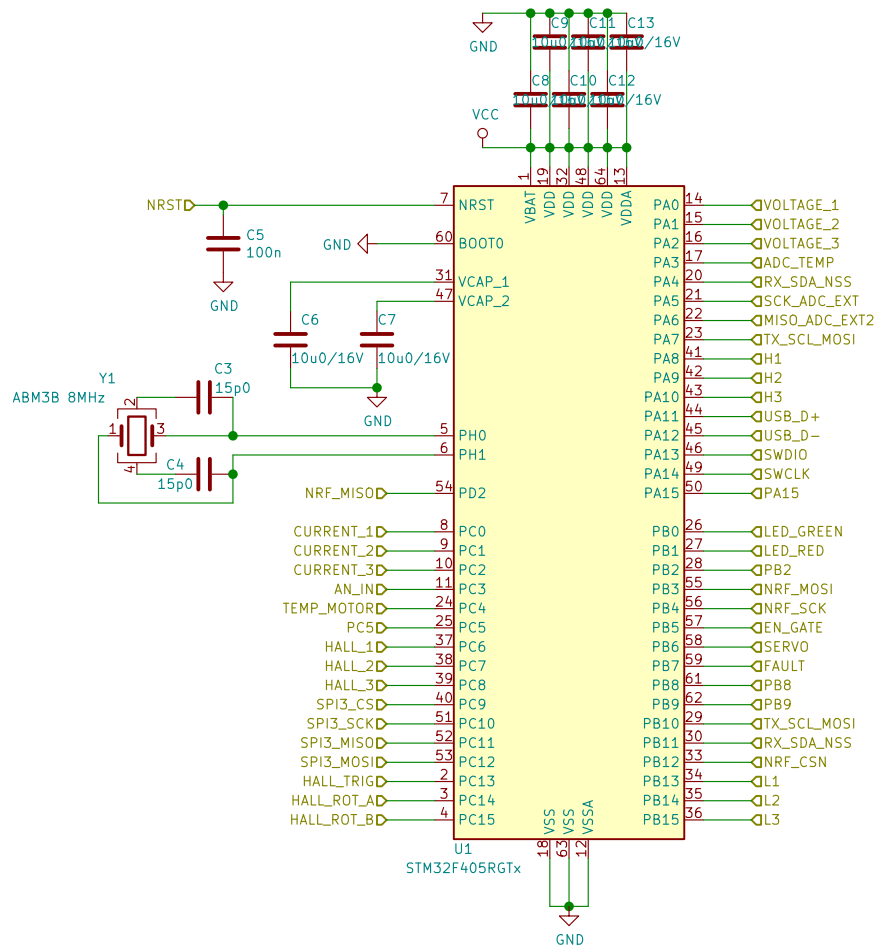 C9
C11
C13
GND
10u0/16V
10u0/16V
10u0/16V
C8
C10
C12
10u0/16V
10u0/16V
10u0/16V
VCC
1
19
32
48
64
13
VBAT
VDD
VDD
VDD
VDD
VDDA
NRST
7
NRST
PA0
14
VOLTAGE_1
PA1
15
VOLTAGE_2
C5
100n
GND
GND
60
BOOT0
PA2
16
VOLTAGE_3
PA3
17
ADC_TEMP
31
VCAP_1
PA4
20
RX_SDA_NSS
47
VCAP_2
PA5
21
SCK_ADC_EXT
C6
10u0/16V
C7
10u0/16V
GND
PA6
22
MISO_ADC_EXT2
PA7
23
TX_SCL_MOSI
PA8
41
H1
PA9
42
H2
PA10
43
H3
PA11
44
USB_D+
Y1
ABM3B 8MHz
2
1
3
4
C3
15p0
C4
15p0
5
PH0
PA12
45
USB_D-
6
PH1
PA13
46
SWDIO
PA14
49
SWCLK
NRF_MISO
54
PD2
PA15
50
PA15
CURRENT_1
8
PC0
PB0
26
LED_GREEN
CURRENT_2
9
PC1
PB1
27
LED_RED
CURRENT_3
10
PC2
PB2
28
PB2
AN_IN
11
PC3
PB3
55
NRF_MOSI
TEMP_MOTOR
24
PC4
PB4
56
NRF_SCK
PC5
25
PC5
PB5
57
EN_GATE
HALL_1
37
PC6
PB6
58
SERVO
HALL_2
38
PC7
PB7
59
FAULT
HALL_3
39
PC8
PB8
61
PB8
SPI3_CS
40
PC9
PB9
62
PB9
SPI3_SCK
51
PC10
PB10
29
TX_SCL_MOSI
SPI3_MISO
52
PC11
PB11
30
RX_SDA_NSS
SPI3_MOSI
53
PC12
PB12
33
NRF_CSN
HALL_TRIG
2
PC13
PB13
34
L1
HALL_ROT_A
3
PC14
PB14
35
L2
HALL_ROT_B
4
PC15
PB15
36
L3
VSS
VSS
VSSA
18
63
12
U1
STM32F405RGTx
GND